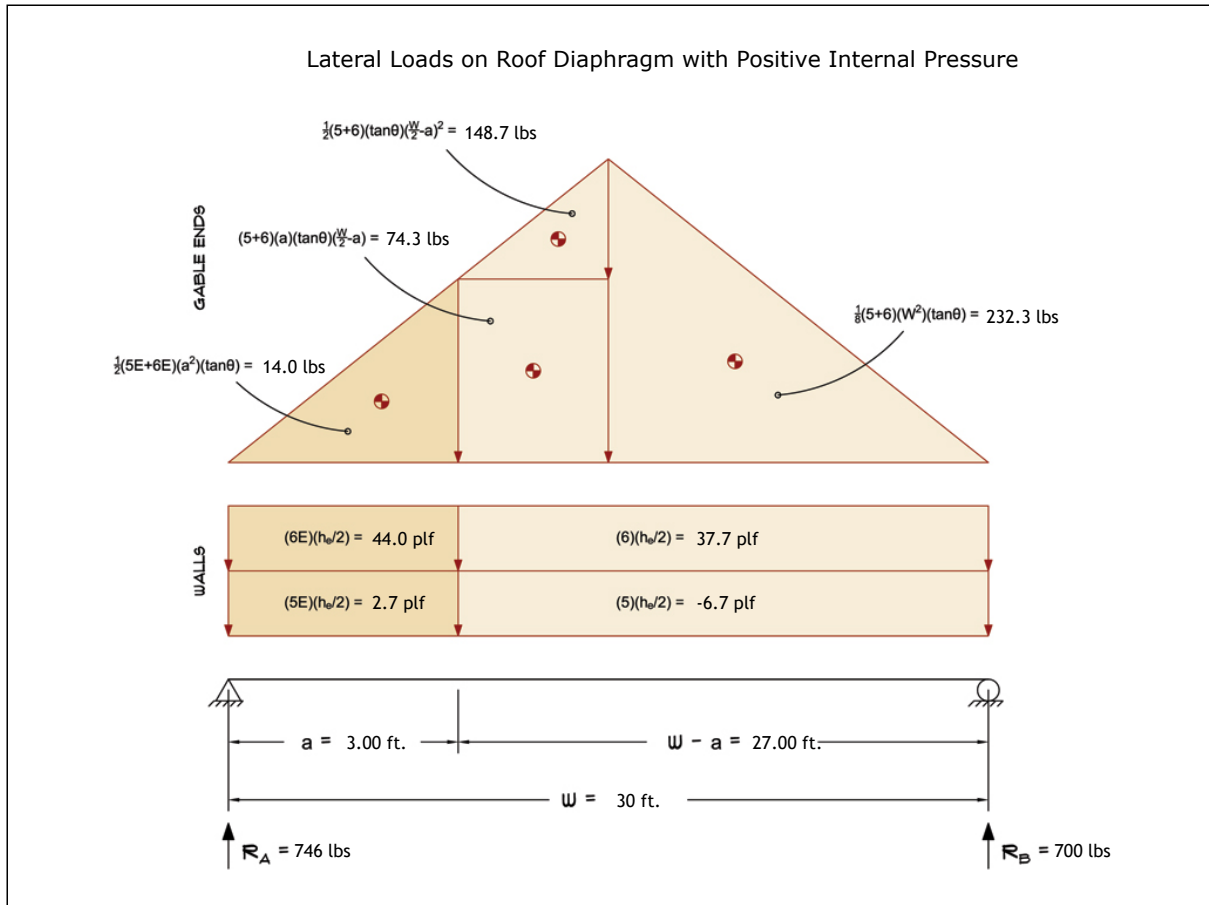 Lateral Loads on Roof Diaphragm with Positive Internal Pressure
½(5+6)(tanθ)(W/2-a)² = 148.7 lbs
GABLE ENDS
(5+6)(a)(tanθ)(W/2-a) = 74.3 lbs
⅛(5+6)(W²)(tanθ) = 232.3 lbs
½(5E+6E)(a²)(tanθ) = 14.0 lbs
WALLS
(6E)(hₑ/2) = 44.0 plf
(6)(hₑ/2) = 37.7 plf
(5E)(hₑ/2) = 2.7 plf
(5)(hₑ/2) = -6.7 plf
a = 3.00 ft.
W - a = 27.00 ft.
W = 30 ft.
R_A = 746 lbs
R_B = 700 lbs